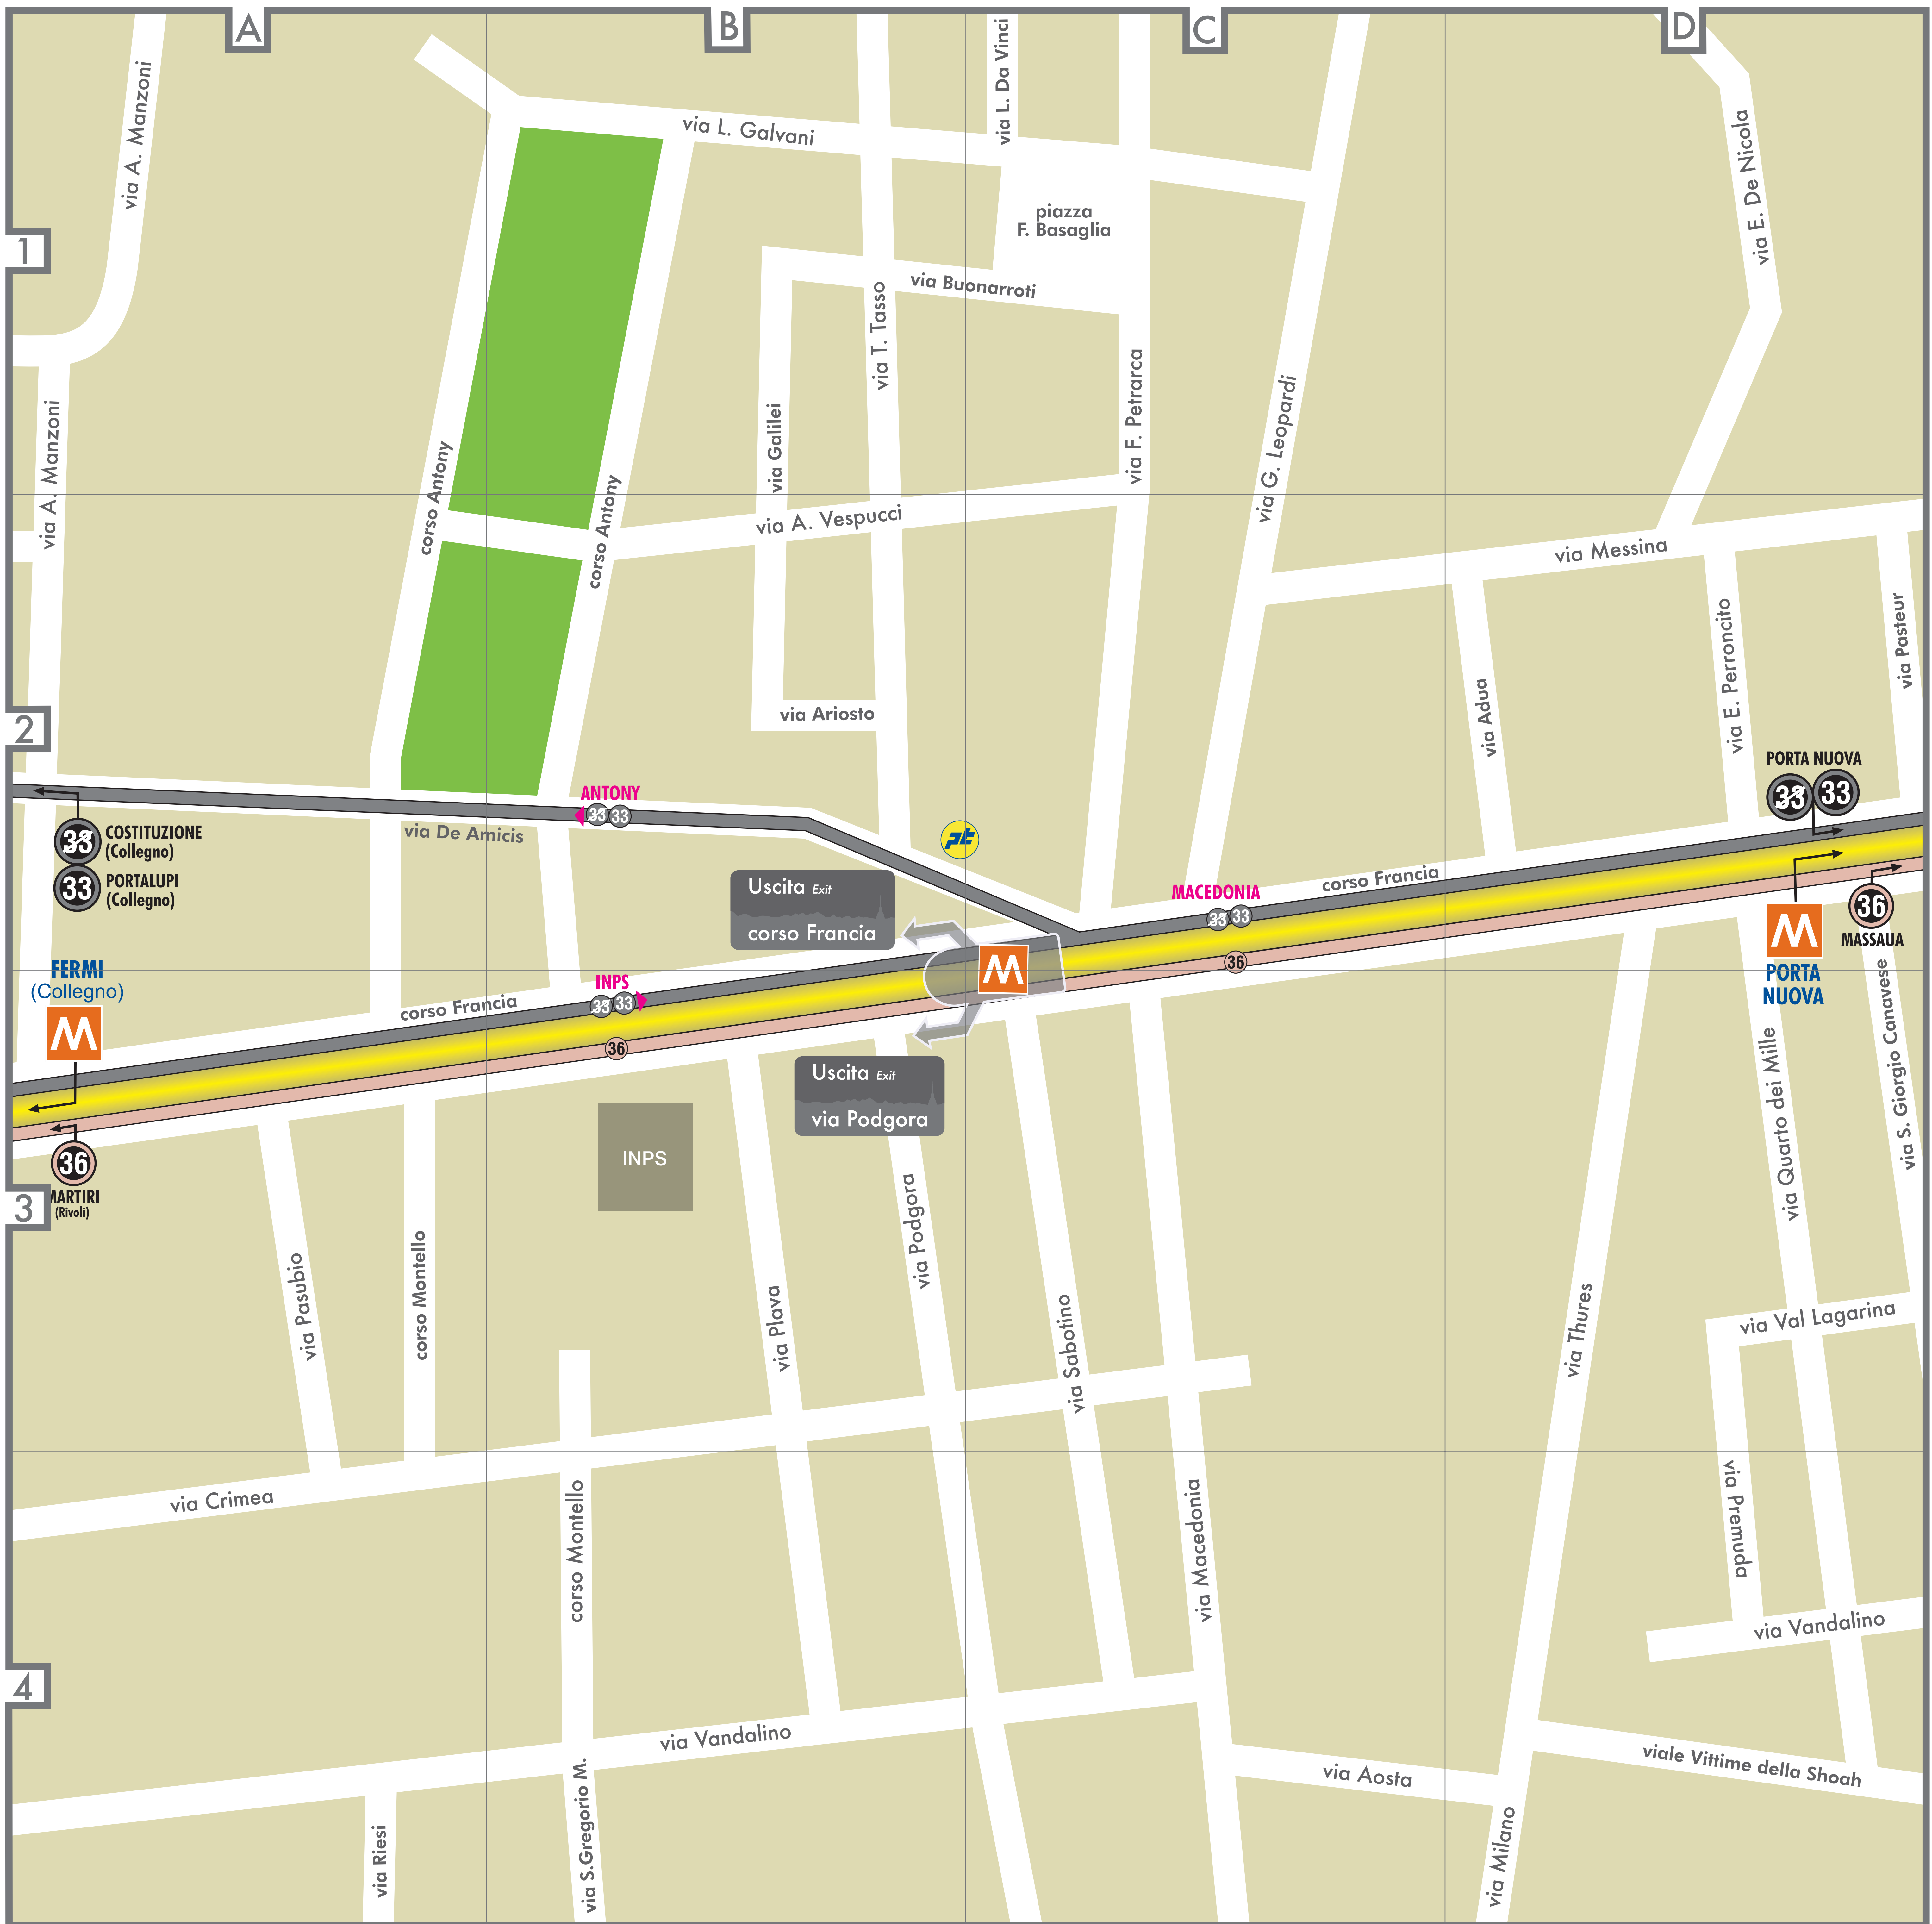 A
B
C
D
1
2
3
4
via A. Manzoni
via A. Manzoni
via L. Galvani
via L. Da Vinci
piazza
F. Basaglia
via Buonarroti
via T. Tasso
via Galilei
via F. Petrarca
via G. Leopardi
via E. De Nicola
corso Antony
corso Antony
via A. Vespucci
via Messina
via Ariosto
via Adua
via E. Perroncito
via Pasteur
PORTA NUOVA
33
33
ANTONY
33
33
via De Amicis
33
COSTITUZIONE
(Collegno)
33
PORTALUPI
(Collegno)
pt
Uscita Exit
corso Francia
MACEDONIA
33
33
36
corso Francia
36
MASSAUA
M
PORTA
NUOVA
FERMI
(Collegno)
M
corso Francia
INPS
33
33
36
M
Uscita Exit
via Podgora
INPS
36
MARTIRI
(Rivoli)
via Pasubio
corso Montello
via Plava
via Podgora
via Sabotino
via Thures
via Quarto dei Mille
via S. Giorgio Canavese
via Val Lagarina
via Crimea
corso Montello
via Macedonia
via Premuda
via Vandalino
via Vandalino
via Aosta
viale Vittime della Shoah
via Riesi
via S.Gregorio M.
via Milano